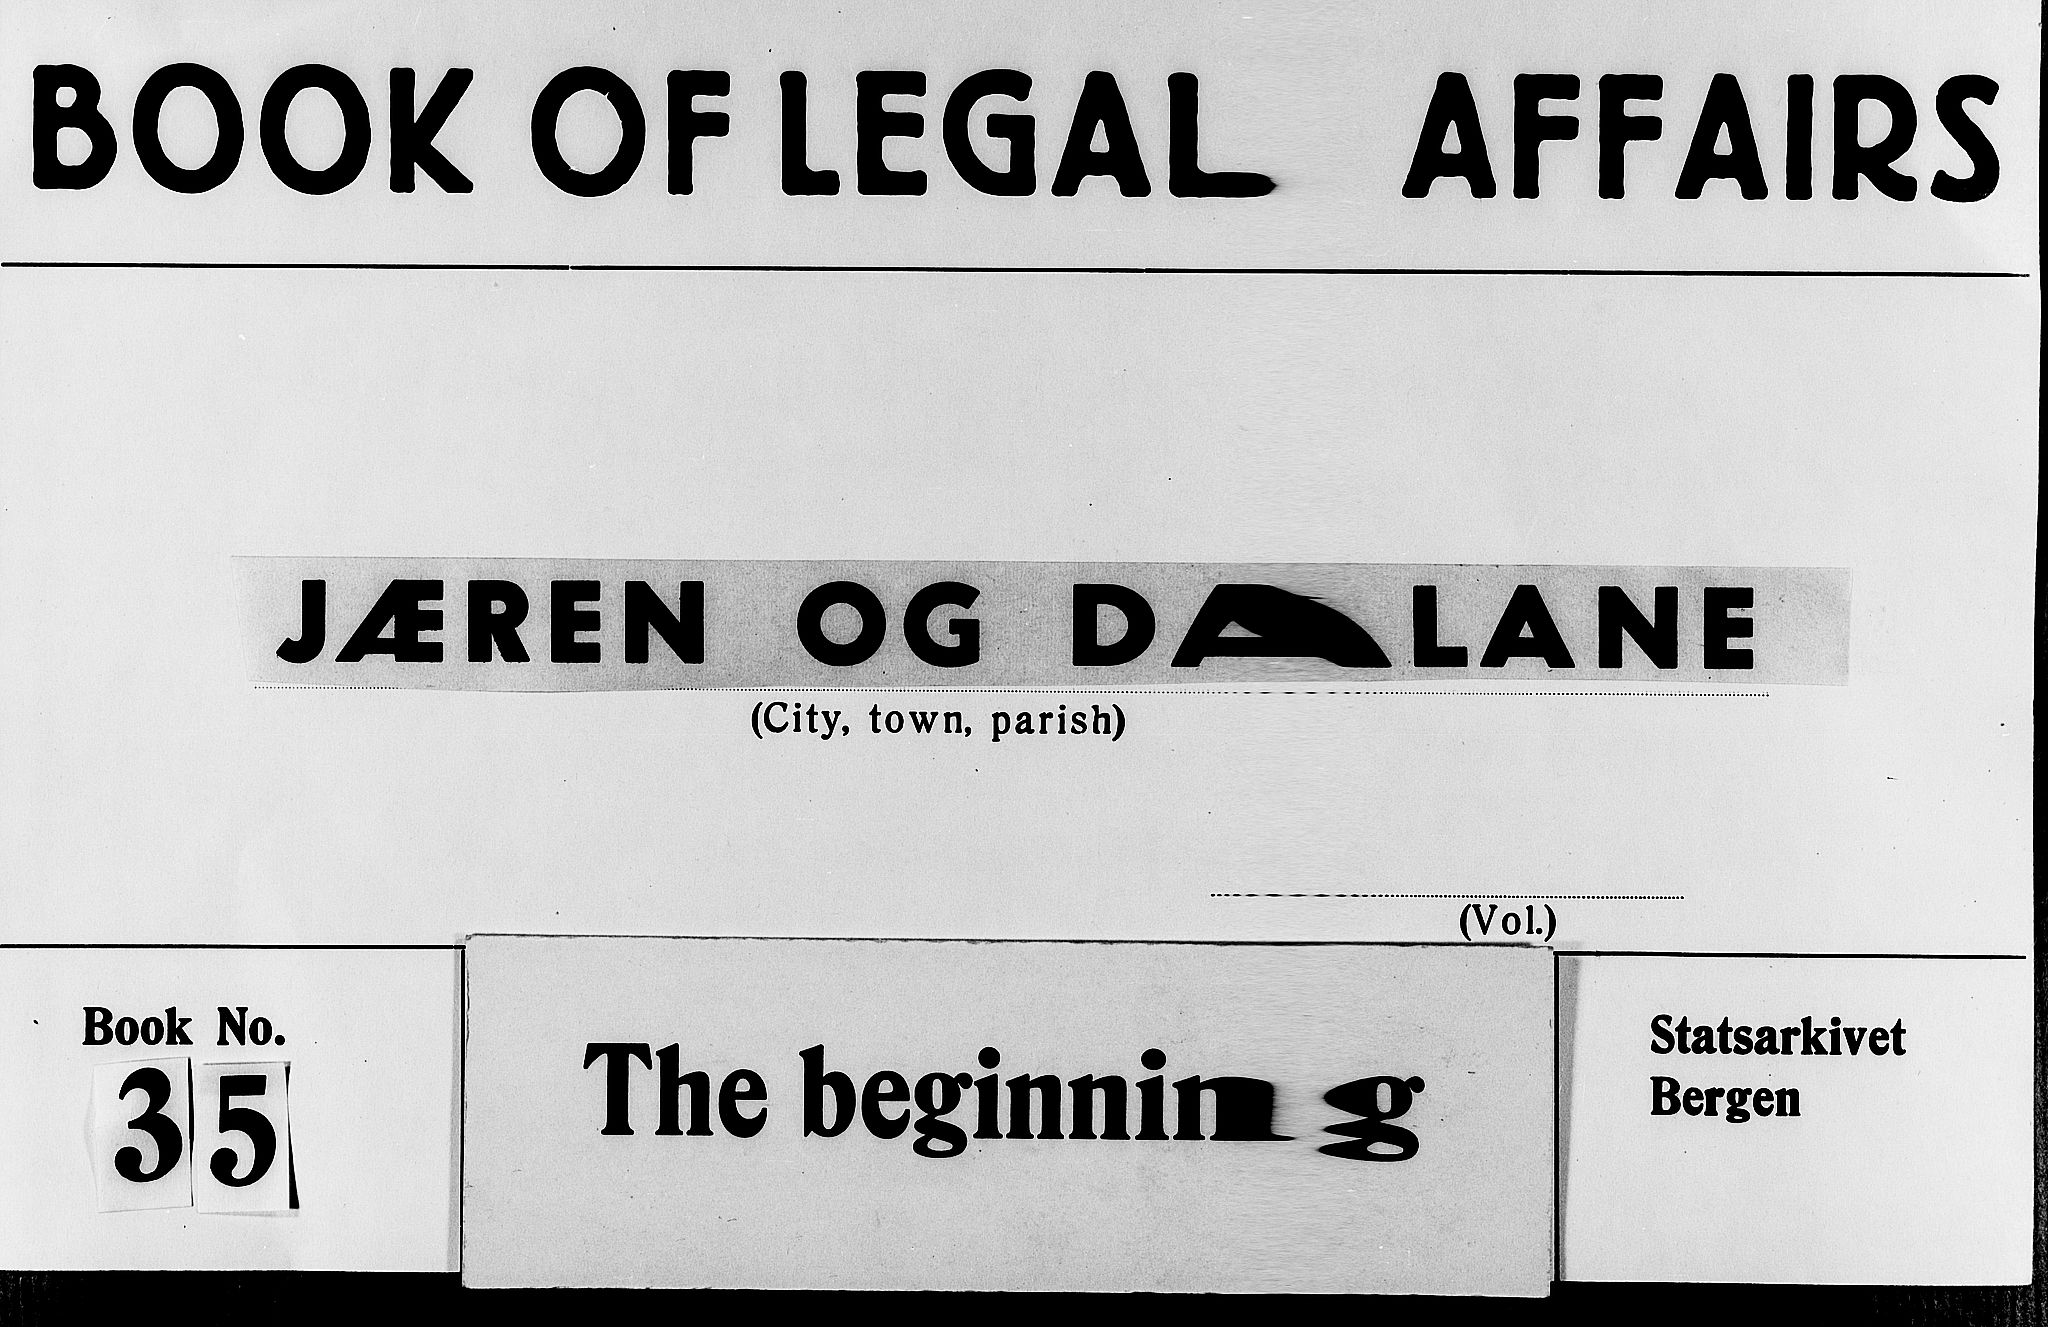 BOOK OF LEGAL AFFAIRS
JÆREN OG DALANE
(City, town, parish)
(Vol.)
Book No.
35
The beginning
Statsarkivet
Bergen